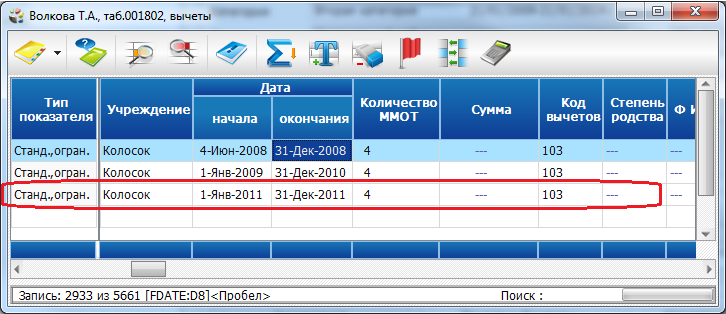 Волкова Т.А., таб.001802, вычеты
Тип показателя Учреждение Дата начала окончания Количество ММОТ Сумма Код вычетов Степень родства Ф И
Станд.,огран. Колосок 4-Июн-2008 31-Дек-2008 4 --- 103 --- ---
Станд.,огран. Колосок 1-Янв-2009 31-Дек-2010 4 --- 103 --- ---
Станд.,огран. Колосок 1-Янв-2011 31-Дек-2011 4 --- 103 --- ---
Запись: 2933 из 5661 [FDATE:D8]<Пробел> Поиск :